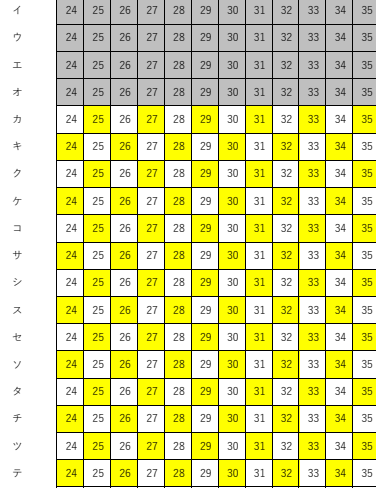 イ 24 25 26 27 28 29 30 31 32 33 34 35
ウ 24 25 26 27 28 29 30 31 32 33 34 35
エ 24 25 26 27 28 29 30 31 32 33 34 35
オ 24 25 26 27 28 29 30 31 32 33 34 35
カ 24 25 26 27 28 29 30 31 32 33 34 35
キ 24 25 26 27 28 29 30 31 32 33 34 35
ク 24 25 26 27 28 29 30 31 32 33 34 35
ケ 24 25 26 27 28 29 30 31 32 33 34 35
コ 24 25 26 27 28 29 30 31 32 33 34 35
サ 24 25 26 27 28 29 30 31 32 33 34 35
シ 24 25 26 27 28 29 30 31 32 33 34 35
ス 24 25 26 27 28 29 30 31 32 33 34 35
セ 24 25 26 27 28 29 30 31 32 33 34 35
ソ 24 25 26 27 28 29 30 31 32 33 34 35
タ 24 25 26 27 28 29 30 31 32 33 34 35
チ 24 25 26 27 28 29 30 31 32 33 34 35
ツ 24 25 26 27 28 29 30 31 32 33 34 35
テ 24 25 26 27 28 29 30 31 32 33 34 35